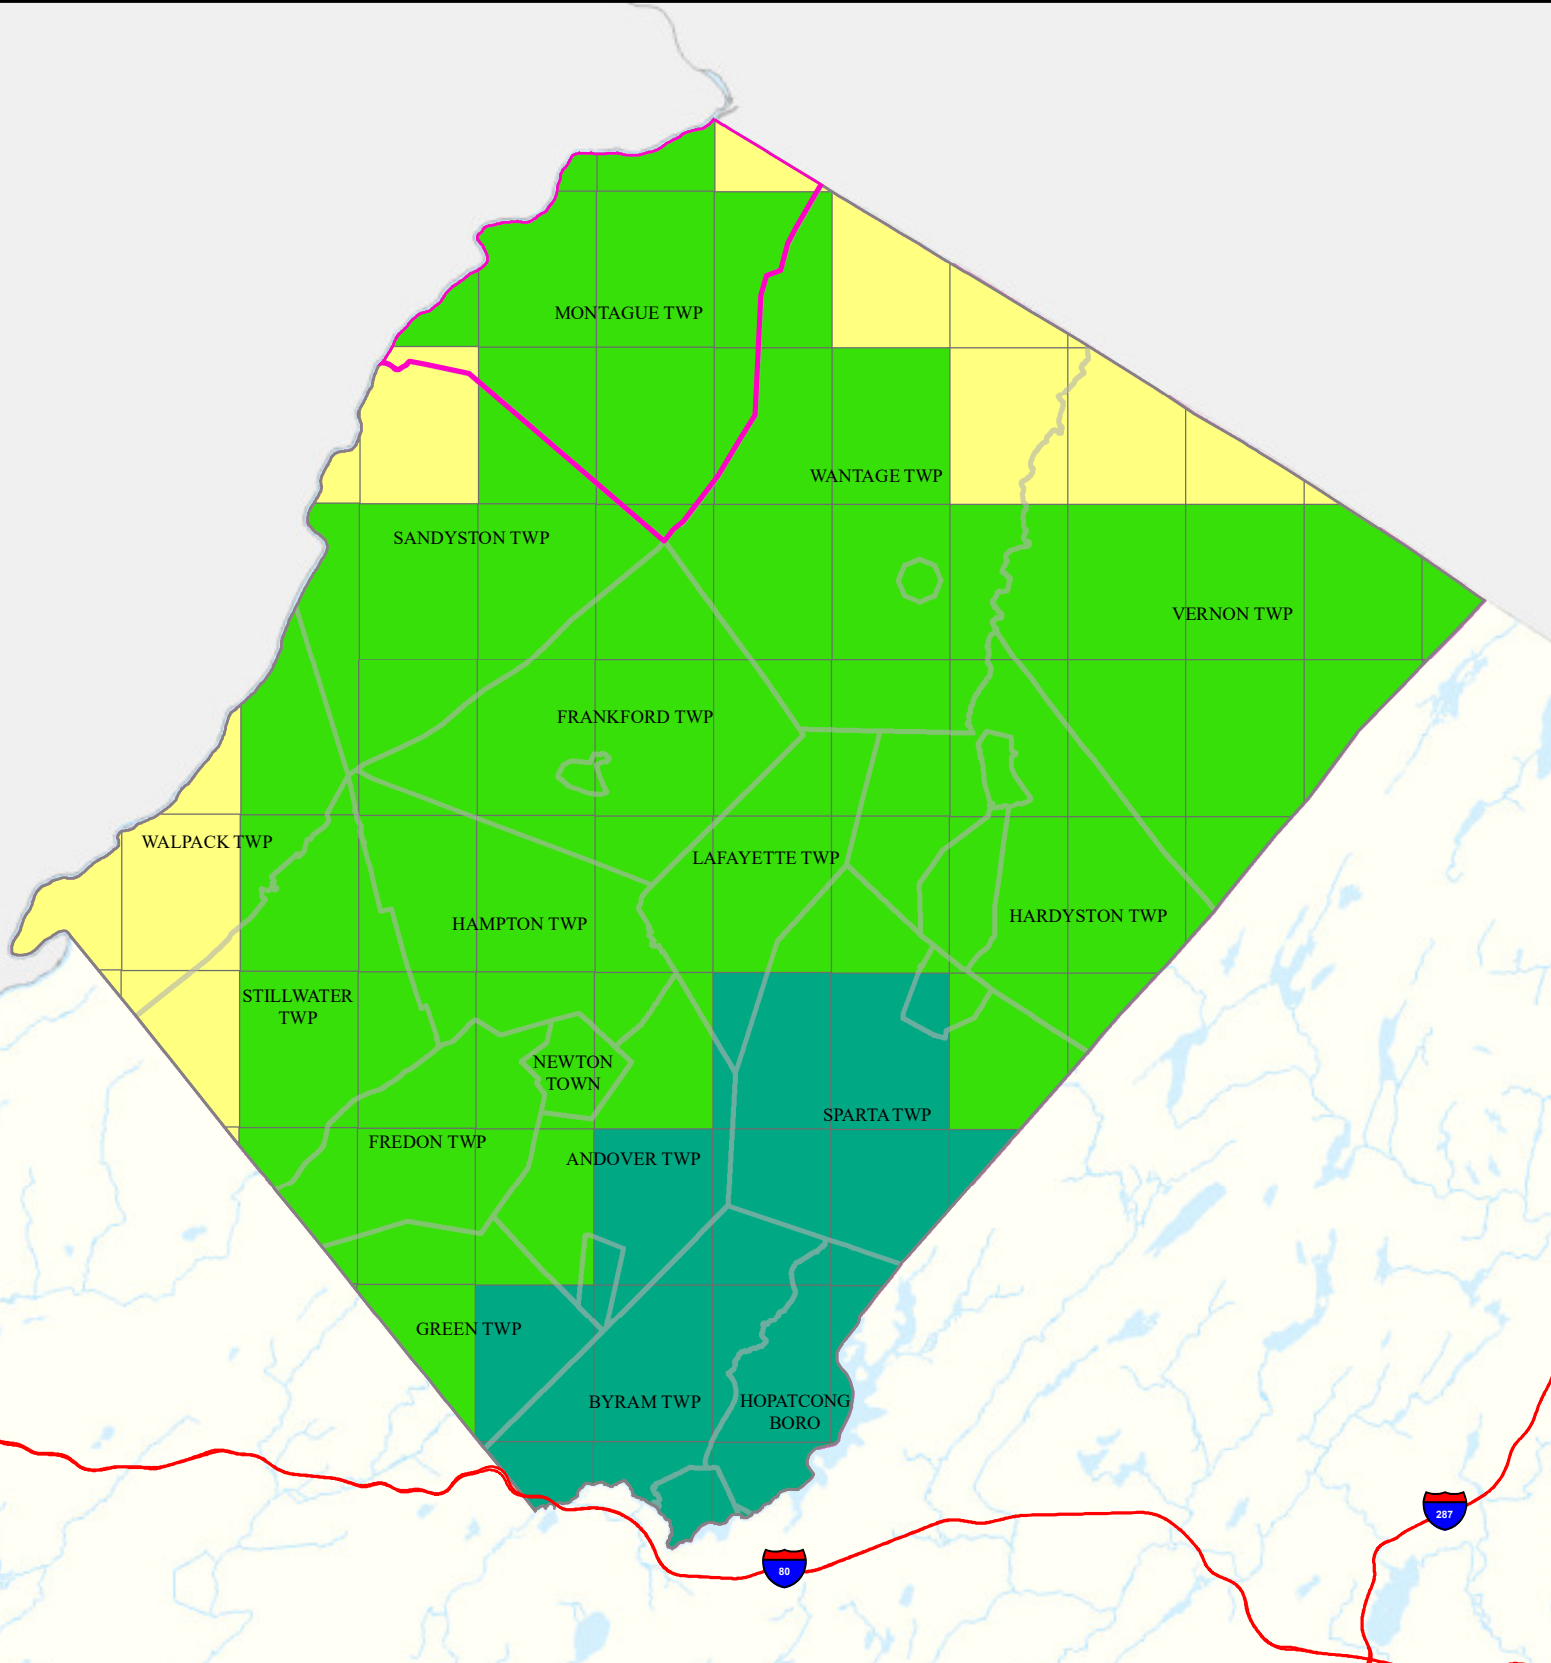 MONTAGUE TWP
WANTAGE TWP
SANDYSTON TWP
VERNON TWP
FRANKFORD TWP
WALPACK TWP
LAFAYETTE TWP
HARDYSTON TWP
HAMPTON TWP
STILLWATER
TWP
NEWTON
TOWN
SPARTA TWP
FREDON TWP
ANDOVER TWP
GREEN TWP
BYRAM TWP
HOPATCONG
BORO
287
80